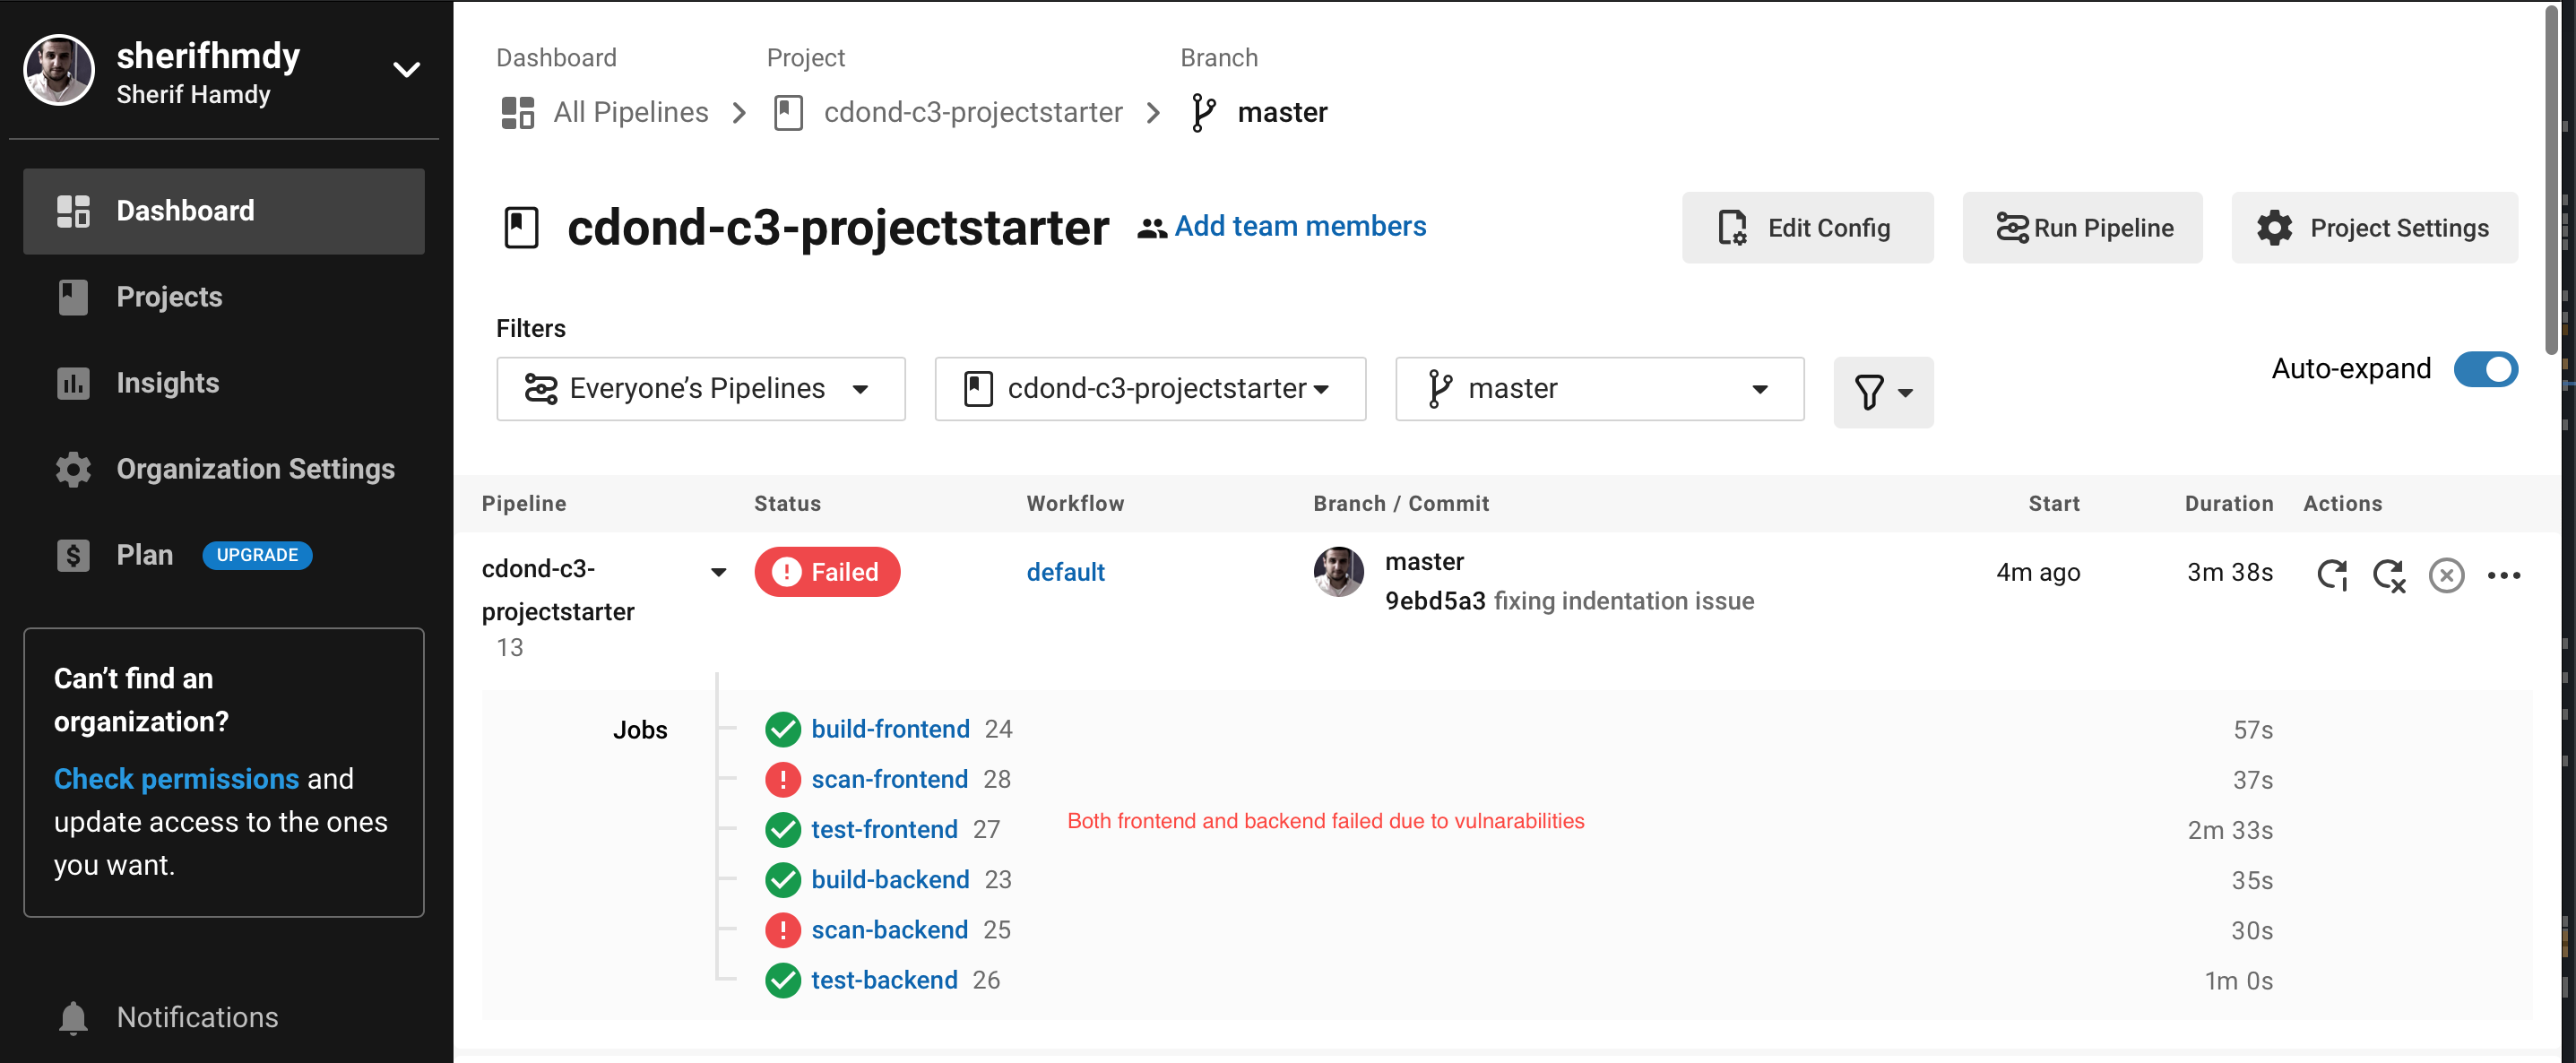 sherifhmdy
Sherif Hamdy
Dashboard
Projects
Insights
Organization Settings
Plan UPGRADE
Can’t find an
organization?
Check permissions and
update access to the ones
you want.
Notifications
Dashboard Project Branch
All Pipelines cdond-c3-projectstarter master
cdond-c3-projectstarter Add team members Edit Config Run Pipeline Project Settings
Filters
Everyone’s Pipelines cdond-c3-projectstarter master Auto-expand
Pipeline Status Workflow Branch / Commit Start Duration Actions
cdond-c3-
projectstarter
13
Failed default master
9ebd5a3 fixing indentation issue
4m ago 3m 38s
Jobs build-frontend 24 57s
scan-frontend 28 37s
Both frontend and backend failed due to vulnarabilities
test-frontend 27 2m 33s
build-backend 23 35s
scan-backend 25 30s
test-backend 26 1m 0s